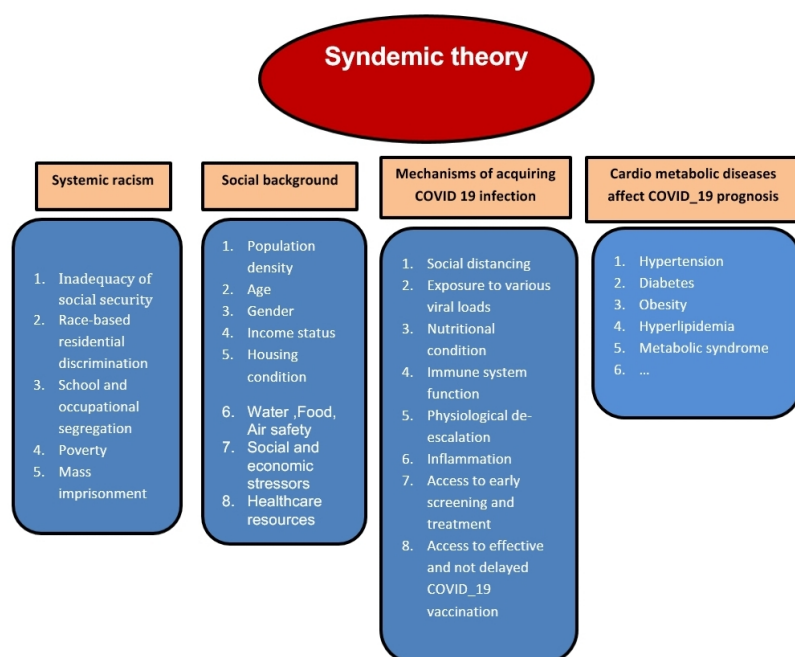 Syndemic theory
Systemic racism
1. Inadequacy of
social security
2. Race-based
residential
discrimination
3. School and
occupational
segregation
4. Poverty
5. Mass
imprisonment
Social background
1. Population
density
2. Age
3. Gender
4. Income status
5. Housing
condition
6. Water ,Food,
Air safety
7. Social and
economic
stressors
8. Healthcare
resources
Mechanisms of acquiring
COVID 19 infection
1. Social distancing
2. Exposure to various
viral loads
3. Nutritional
condition
4. Immune system
function
5. Physiological de-
escalation
6. Inflammation
7. Access to early
screening and
treatment
8. Access to effective
and not delayed
COVID_19
vaccination
Cardio metabolic diseases
affect COVID_19 prognosis
1. Hypertension
2. Diabetes
3. Obesity
4. Hyperlipidemia
5. Metabolic syndrome
6. ...